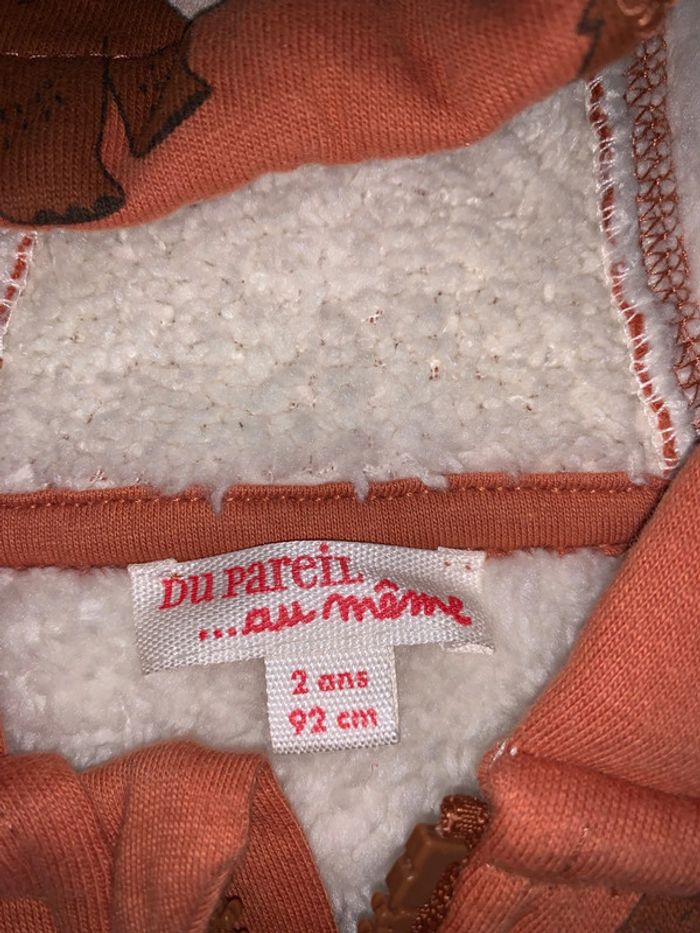 DU Pareil
...au même
2 ans
92 cm